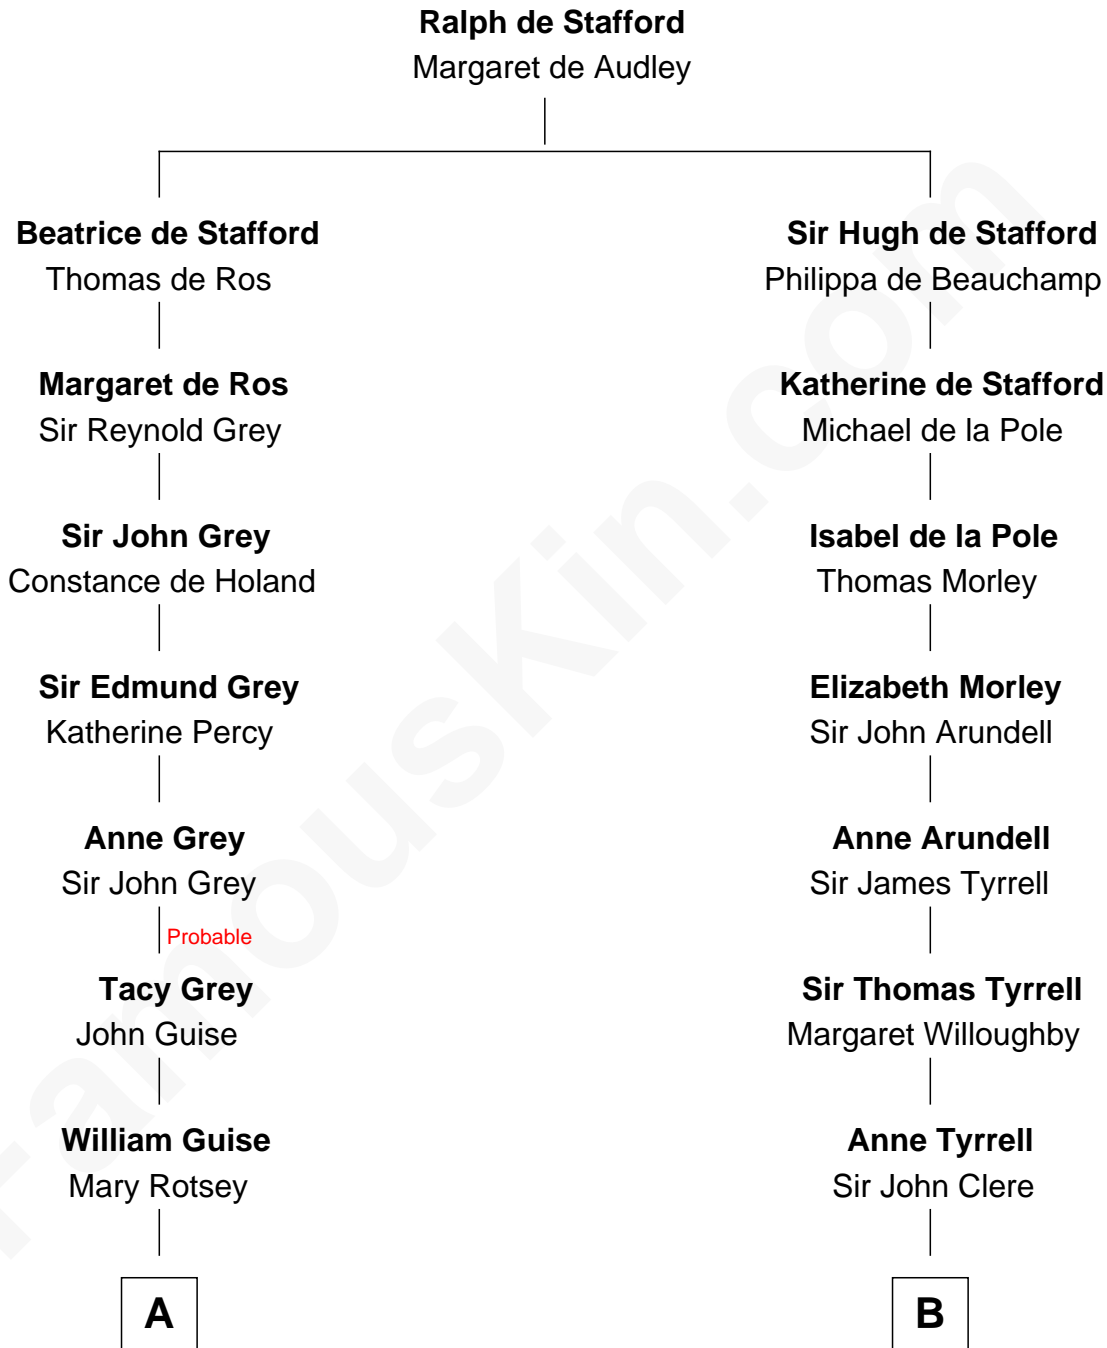 Ralph de Stafford
Margaret de Audley
Beatrice de Stafford
Thomas de Ros
Margaret de Ros
Sir Reynold Grey
Sir John Grey
Constance de Holand
Sir Edmund Grey
Katherine Percy
Anne Grey
Sir John Grey
Probable
Tacy Grey
John Guise
William Guise
Mary Rotsey
A
Sir Hugh de Stafford
Philippa de Beauchamp
Katherine de Stafford
Michael de la Pole
Isabel de la Pole
Thomas Morley
Elizabeth Morley
Sir John Arundell
Anne Arundell
Sir James Tyrrell
Sir Thomas Tyrrell
Margaret Willoughby
Anne Tyrrell
Sir John Clere
B
FamousKin.com